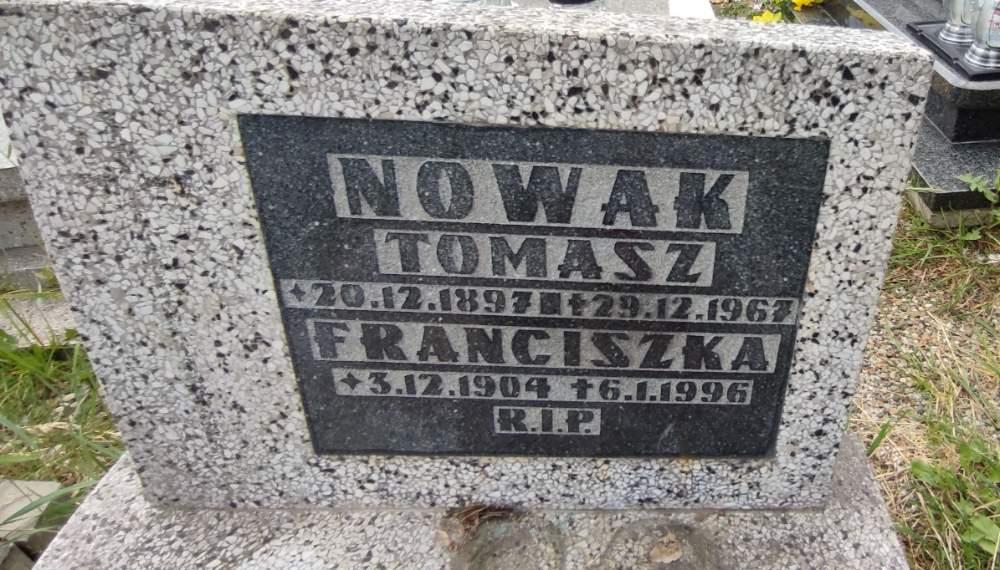 NOWAK
TOMASZ
+20.12.1897 ✝29.12.1967
FRANCISZKA
+3.12.1904 ✝6.1.1996
R.I.P.